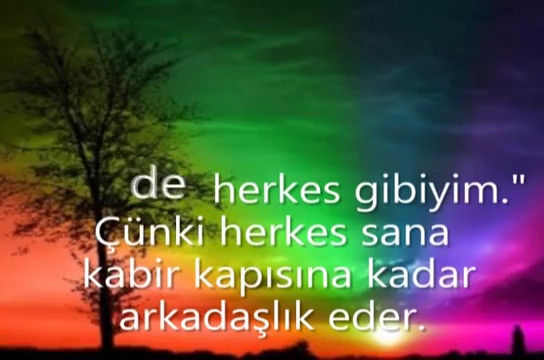 de herkes gibiyim."
Çünki herkes sana
kabir kapısına kadar
arkadaşlık eder.